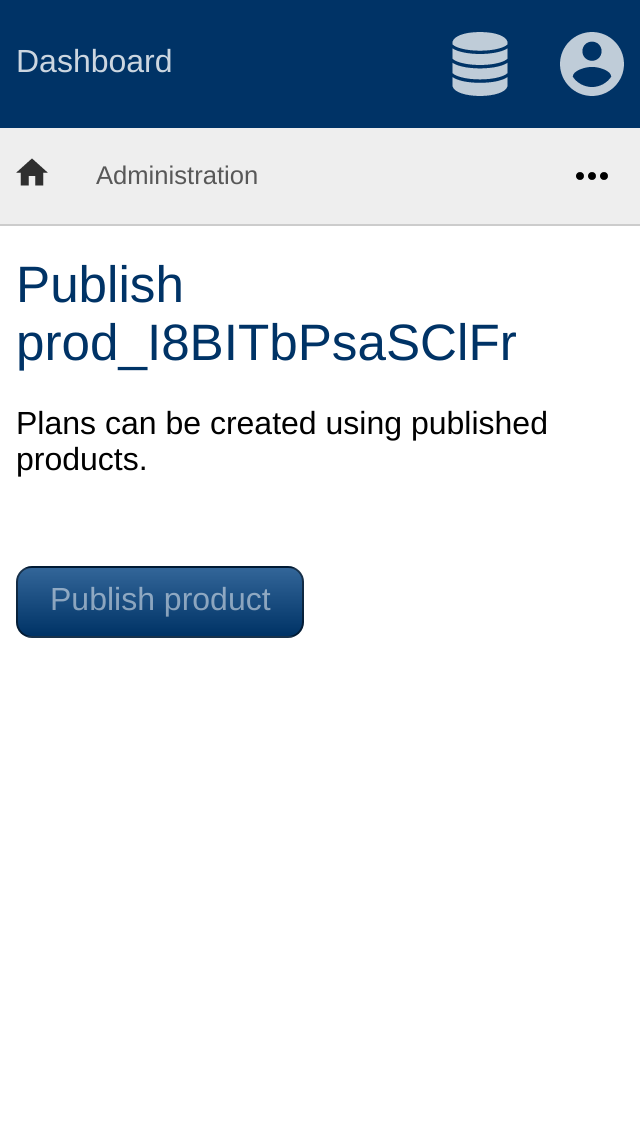 Dashboard
Administration
Publish
prod_I8BITbPsaSClFr
Plans can be created using published
products.
Publish product